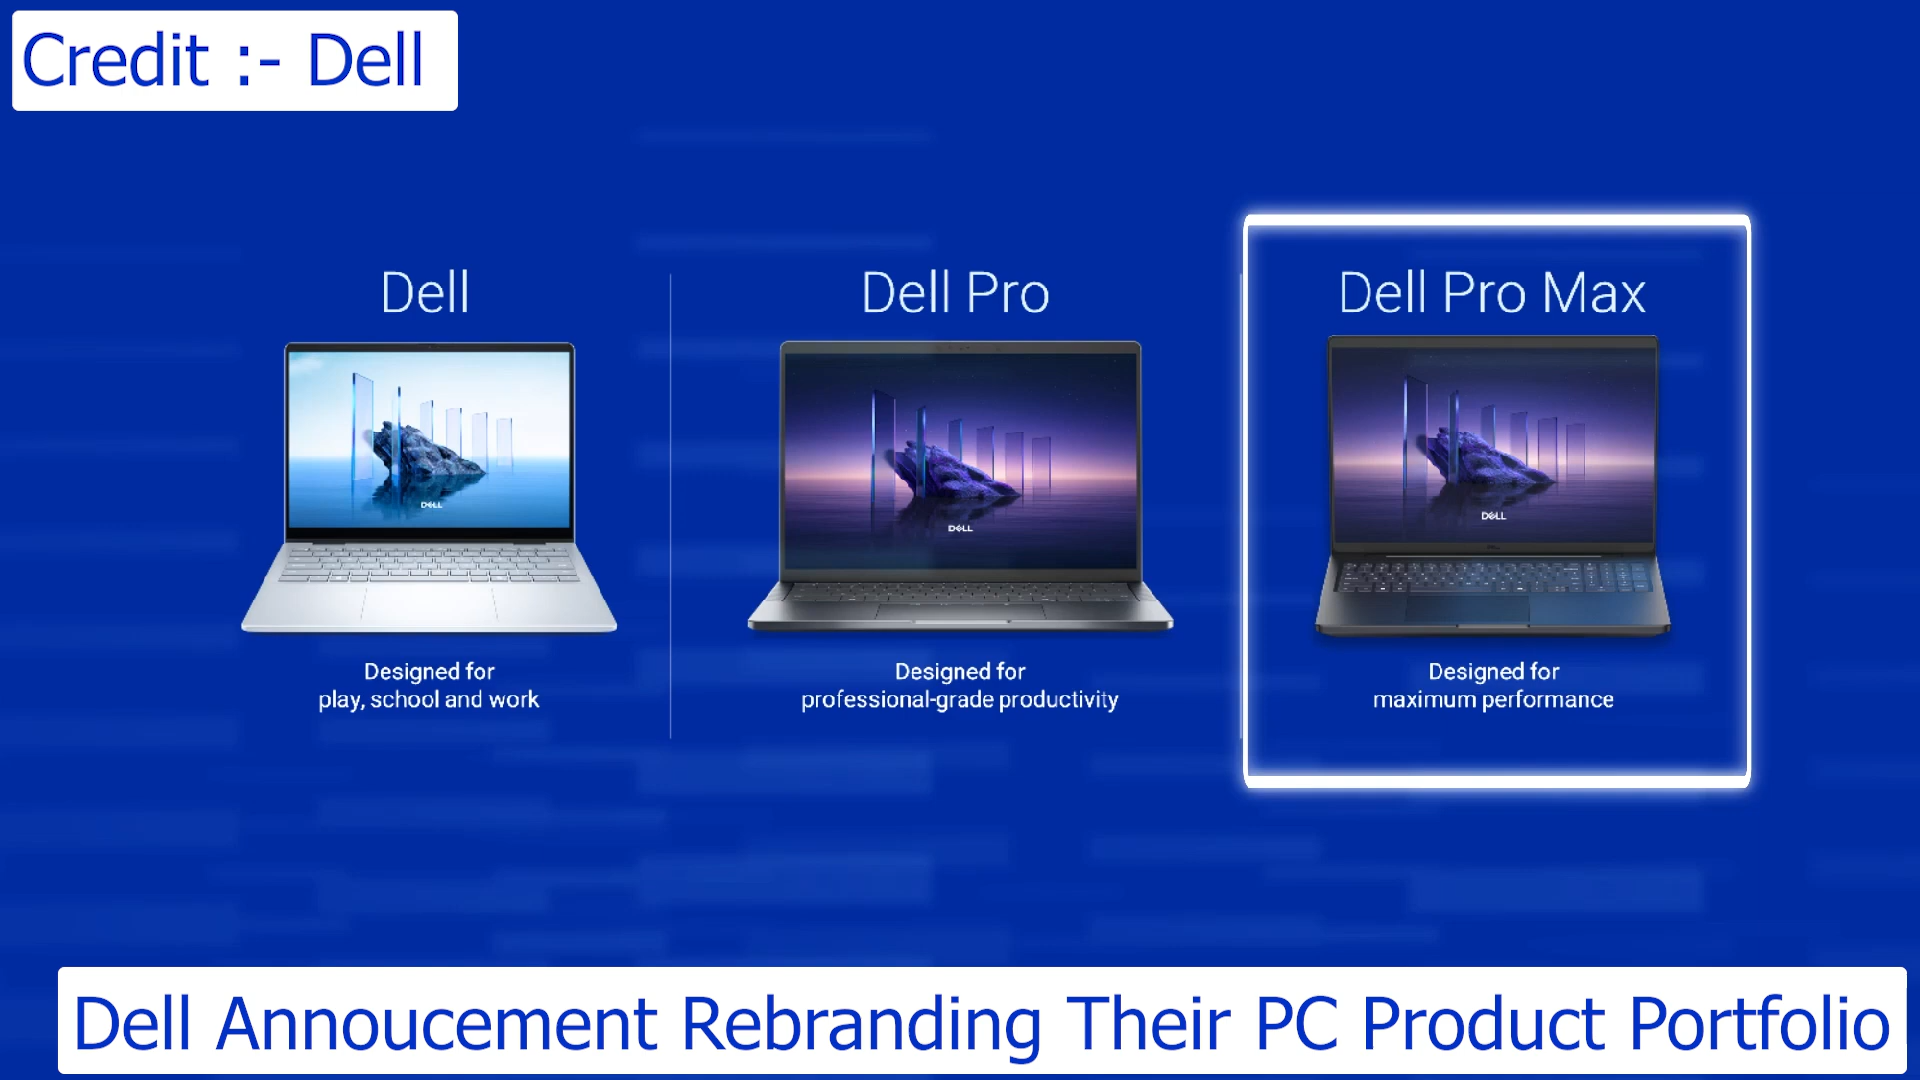 Credit :- Dell
Dell
Dell Pro
Dell Pro Max
DELL
DELL
DELL
Designed for
play, school and work
Designed for
professional-grade productivity
Designed for
maximum performance
Dell Annoucement Rebranding Their PC Product Portfolio